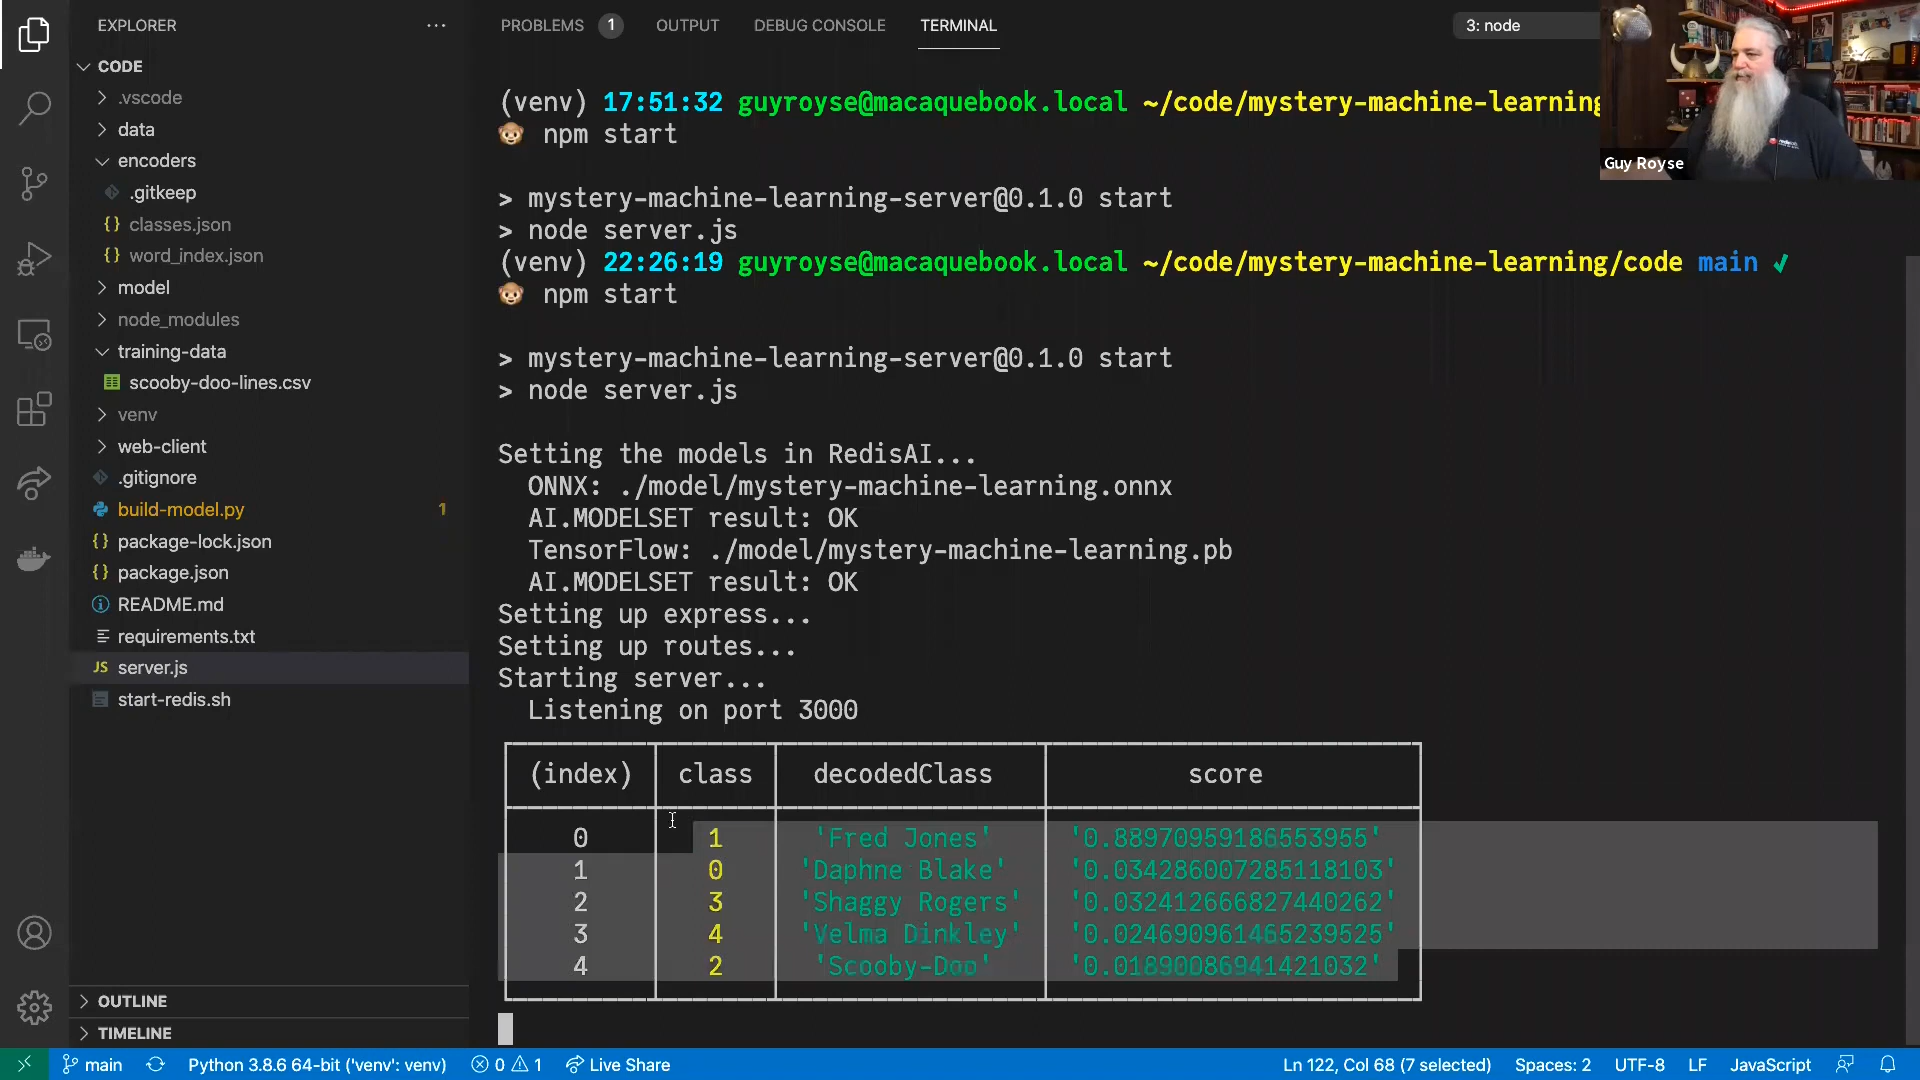 EXPLORER
CODE
.vscode
data
encoders
.gitkeep
{} classes.json
{} word_index.json
model
node_modules
training-data
scooby-doo-lines.csv
venv
web-client
.gitignore
build-model.py 1
{} package-lock.json
{} package.json
README.md
requirements.txt
JS server.js
start-redis.sh
OUTLINE
TIMELINE
PROBLEMS 1 OUTPUT DEBUG CONSOLE TERMINAL 3: node
(venv) 17:51:32 guyroyse@macaquebook.local ~/code/mystery-machine-learning
npm start
> mystery-machine-learning-server@0.1.0 start
> node server.js
(venv) 22:26:19 guyroyse@macaquebook.local ~/code/mystery-machine-learning/code main ✓
npm start
> mystery-machine-learning-server@0.1.0 start
> node server.js
Setting the models in RedisAI...
ONNX: ./model/mystery-machine-learning.onnx
AI.MODELSET result: OK
TensorFlow: ./model/mystery-machine-learning.pb
AI.MODELSET result: OK
Setting up express...
Setting up routes...
Starting server...
Listening on port 3000
(index) class decodedClass score
0 1 'Fred Jones' '0.88970959186553955'
1 0 'Daphne Blake' '0.034286007285118103'
2 3 'Shaggy Rogers' '0.032412666827440262'
3 4 'Velma Dinkley' '0.024690961465239525'
4 2 'Scooby-Doo' '0.01890086941421032'
Guy Royse
main Python 3.8.6 64-bit ('venv': venv) 0 1 Live Share Ln 122, Col 68 (7 selected) Spaces: 2 UTF-8 LF JavaScript